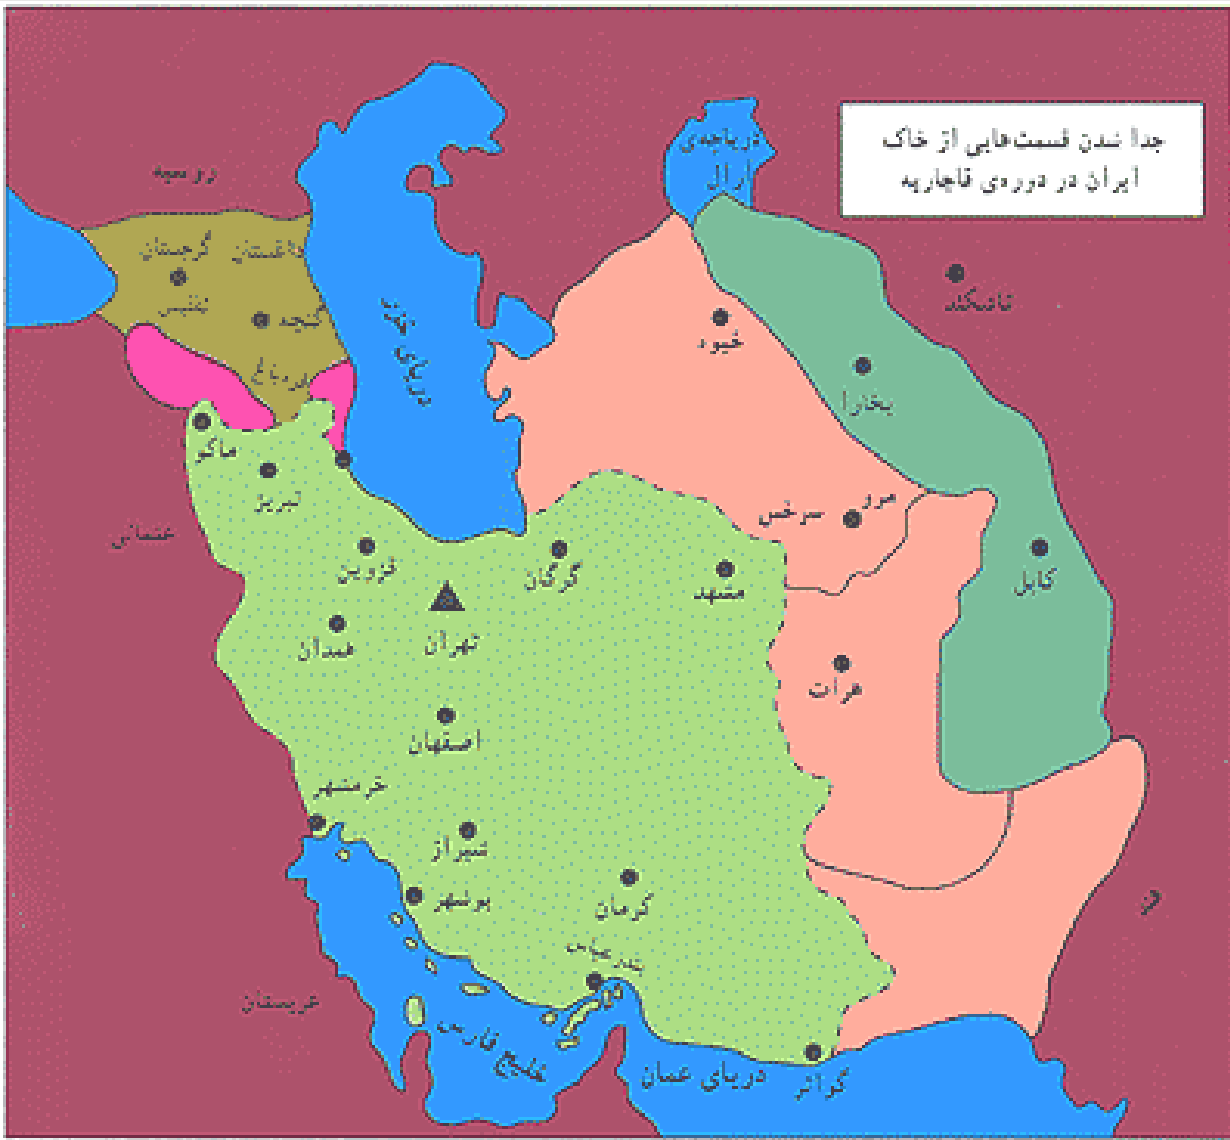 جدا شدن قسمت‌هایی از خاک
ایران در دوره‌ی قاجاریه
دریاچه‌ی
آرال
روسیه
گرجستان
داغستان
تفلیس
گنجه
قره باغ
دریای خزر
تاشکند
خیوه
بخارا
ماکو
تبریز
مرو
سرخس
عثمانی
قزوین
گرگان
مشهد
کابل
تهران
همدان
هرات
اصفهان
خرمشهر
شیراز
بوشهر
کرمان
بندرعباس
عربستان
خلیج فارس
دریای عمان
گواتر